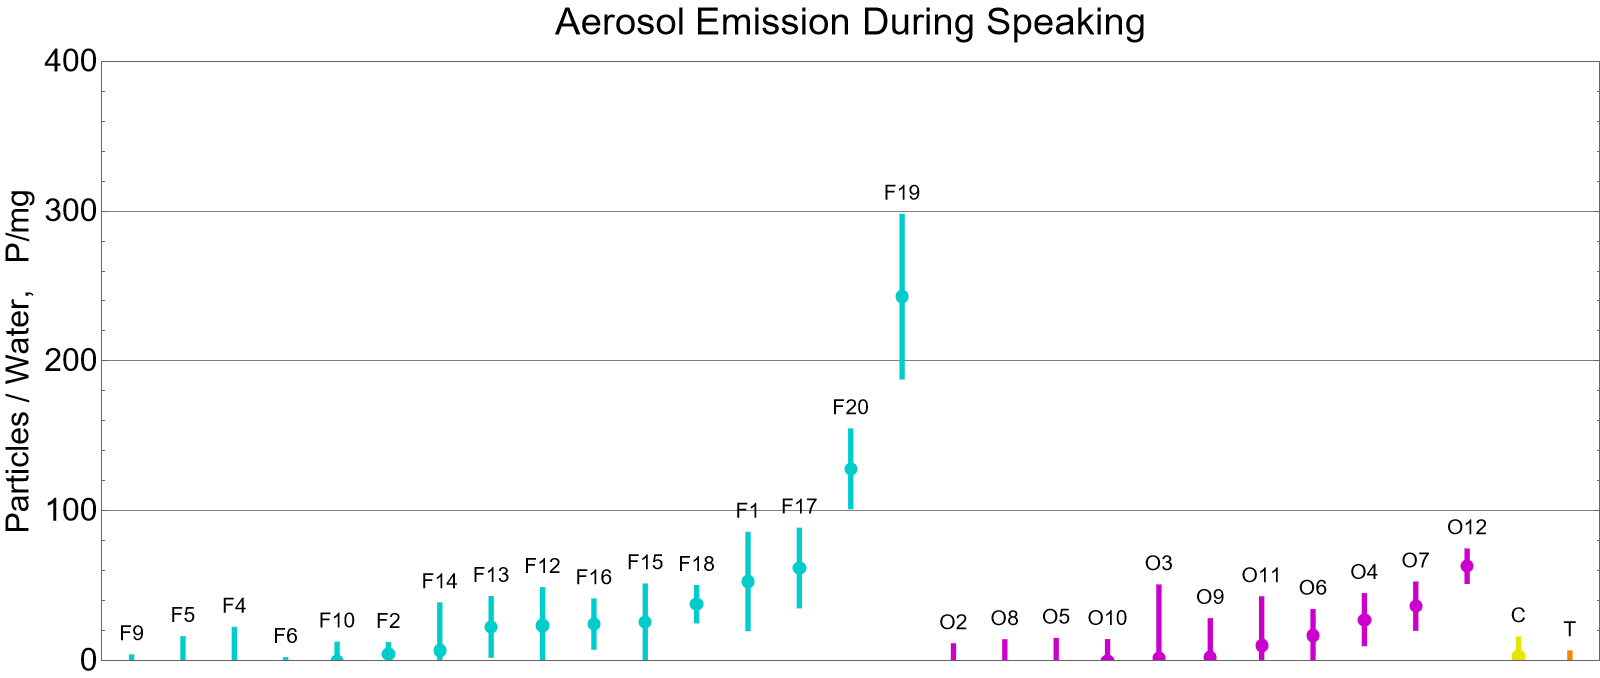 Aerosol Emission During Speaking
Particles / Water, P/mg
400
300
200
100
0
F9
F5
F4
F6
F10
F2
F14
F13
F12
F16
F15
F18
F1
F17
F20
F19
O2
O8
O5
O10
O3
O9
O11
O6
O4
O7
O12
C
T